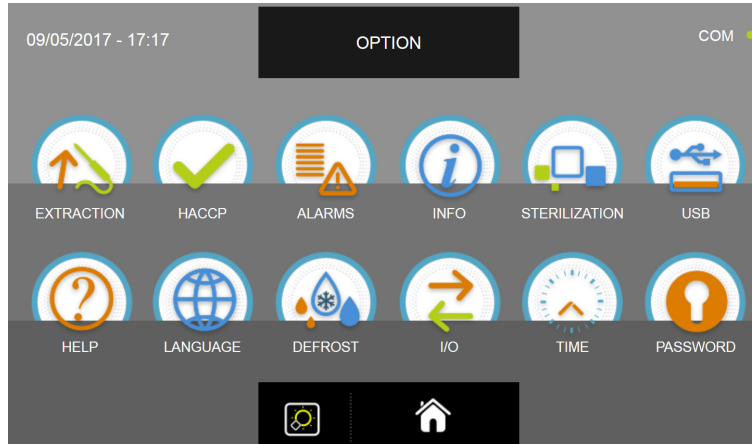 09/05/2017 - 17:17
OPTION
COM
EXTRACTION
HACCP
ALARMS
INFO
STERILIZATION
USB
HELP
LANGUAGE
DEFROST
I/O
TIME
PASSWORD